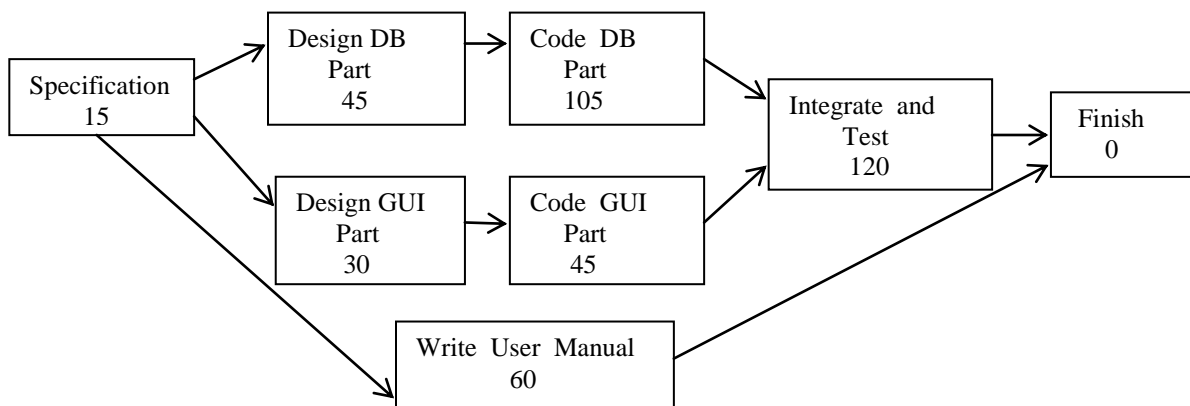 Specification
15
Design DB
Part
45
Code DB
Part
105
Design GUI
Part
30
Code GUI
Part
45
Integrate and
Test
120
Finish
0
Write User Manual
60